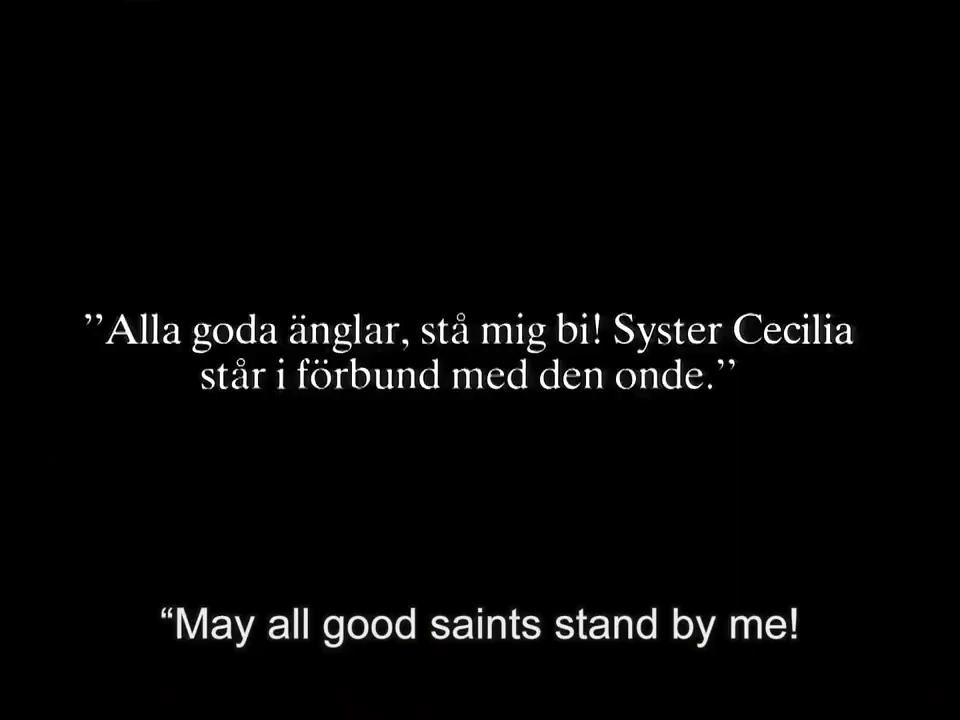 ”Alla goda änglar, stå mig bi! Syster Cecilia
står i förbund med den onde.”
“May all good saints stand by me!